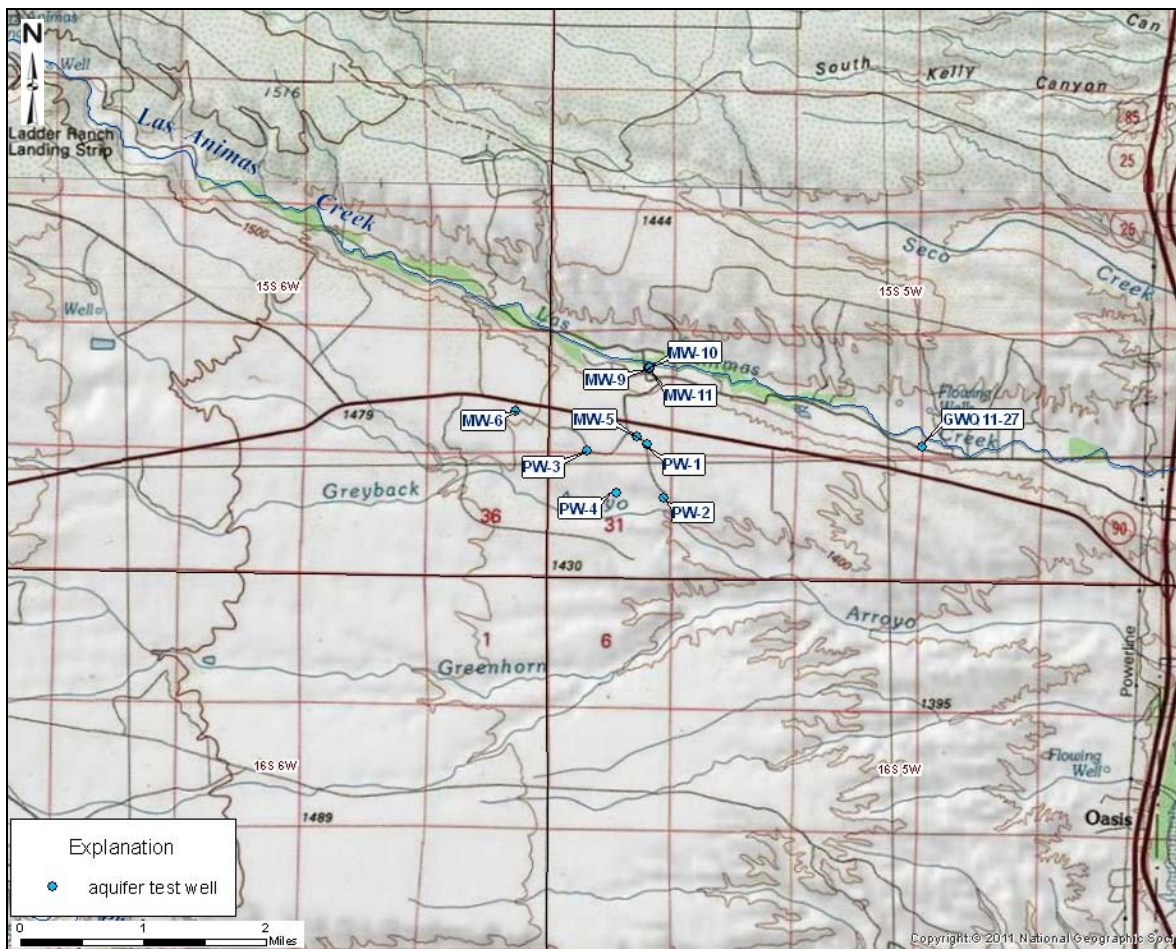 N
Well
1516
Ladder Ranch
Landing Strip
Las Animas
Creek
South Kelly Canyon
Can
85
25
25
1444
Seco
Creek
1500
15S 6W
15S 5W
Well
Las
Animas
MW-10
MW-9
MW-11
Flowing
Creek
GWQ11-27
1479
MW-6
MW-5
PW-3
PW-1
Greyback
PW-4
PW-2
36
31
90
1400
1430
1
6
Arroyo
Greenhorn
Powerline
1395
16S 6W
16S 5W
Flowing
Well
Oasis
1489
Explanation
aquifer test well
0 1 2
Miles
Copyright:© 2011 National Geographic Soc